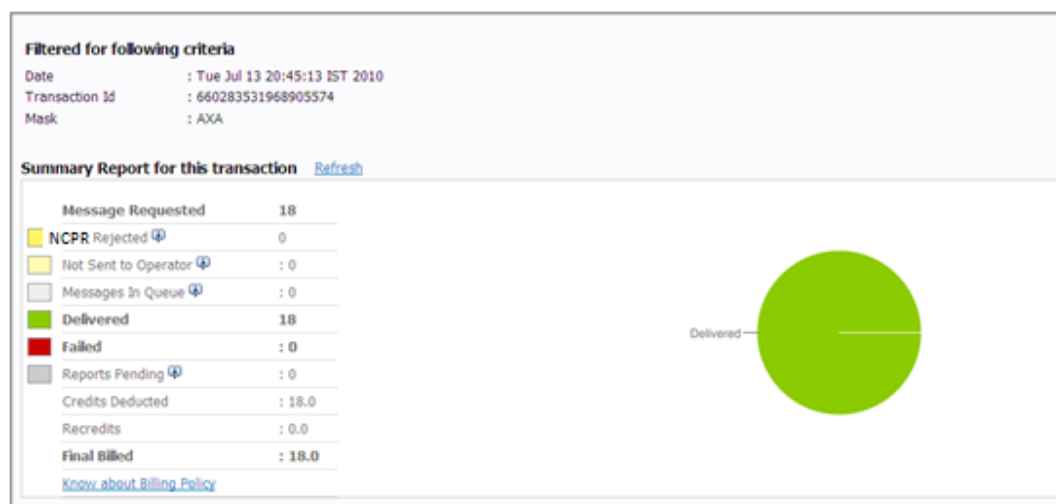 Filtered for following criteria
Date : Tue Jul 13 20:45:13 IST 2010
Transaction Id : 660283531968905574
Mask : AXA
Summary Report for this transaction Refresh
Message Requested 18
NCPR Rejected 0
Not Sent to Operator : 0
Messages In Queue : 0
Delivered 18
Failed : 0
Reports Pending : 0
Credits Deducted : 18.0
Recredits : 0.0
Final Billed : 18.0
Know about Billing Policy
Delivered